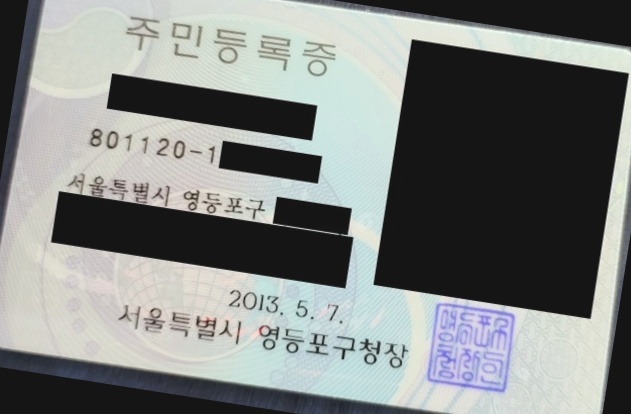 주민등록증
801120-1
서울특별시 영등포구
2013. 5. 7.
서울특별시 영등포구청장